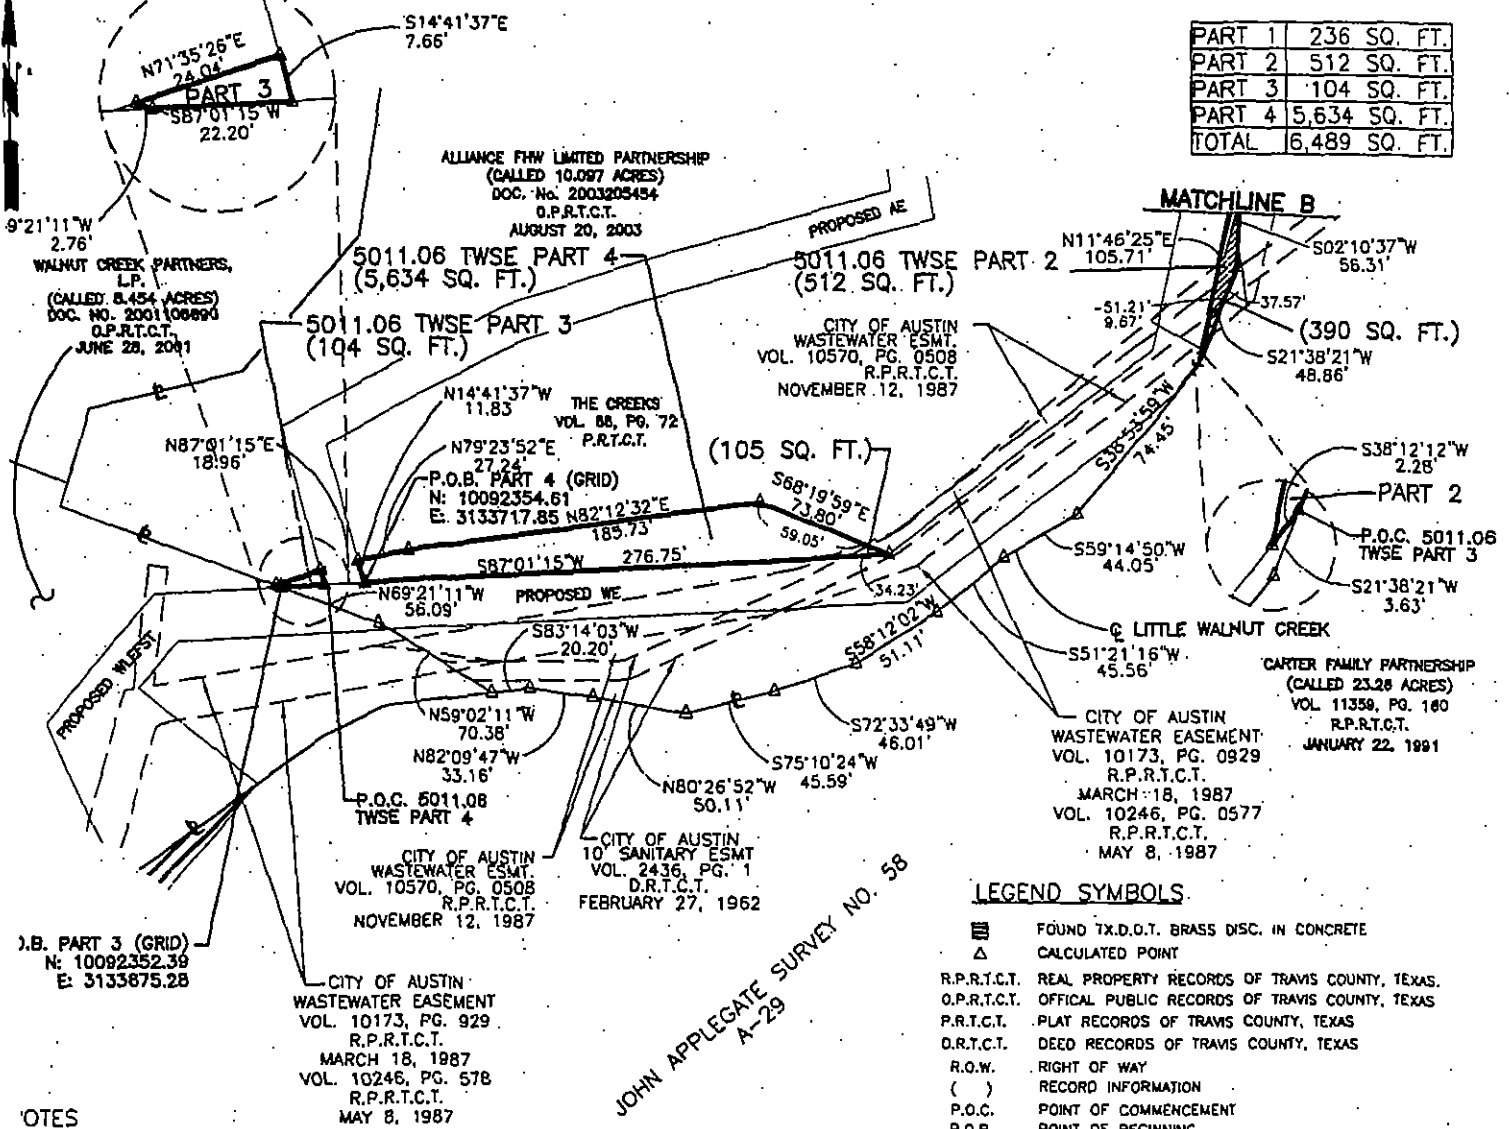 S14°41'37"E
7.66'
N71°35'26"E
24.04'
PART 3
S87°01'15"W
22.20'
9°21'11"W
2.76'
PART 1 236 SQ. FT.
PART 2 512 SQ. FT.
PART 3 104 SQ. FT.
PART 4 5,634 SQ. FT.
TOTAL 6,489 SQ. FT.
ALLIANCE FHW LIMITED PARTNERSHIP
(CALLED 10.097 ACRES)
DOC. No. 2003205454
O.P.R.T.C.T.
AUGUST 20, 2003
WALNUT CREEK PARTNERS,
L.P.
(CALLED 8.454 ACRES)
DOC. NO. 2001106890
O.P.R.T.C.T.
JUNE 28, 2001
5011.06 TWSE PART 4
(5,634 SQ. FT.)
5011.06 TWSE PART 3
(104 SQ. FT.)
PROPOSED AE
5011.06 TWSE PART 2
(512 SQ. FT.)
MATCHLINE B
N11°46'25"E
105.71'
S02°10'37"W
56.31'
51.21'
9.67'
37.57'
(390 SQ. FT.)
S21°38'21"W
48.86'
CITY OF AUSTIN
WASTEWATER ESMT.
VOL. 10570, PG. 0508
R.P.R.T.C.T.
NOVEMBER 12, 1987
N14°41'37"W
11.83
THE CREEKS
VOL. 88, PG. 72
P.R.T.C.T.
N87°01'15"E
18.96'
N79°23'52"E
27.24'
P.O.B. PART 4 (GRID)
N: 10092354.61
E: 3133717.85
N82°12'32"E
185.73'
(105 SQ. FT.)
S68°19'59"E
73.80'
59.05'
S38°53'59"W
74.45'
S38°12'12"W
2.28'
PART 2
P.O.C. 5011.06
TWSE PART 3
S21°38'21"W
3.63'
S87°01'15"W 276.75'
N69°21'11"W
56.09'
PROPOSED WE
34.23'
S59°14'50"W
44.05'
℄ LITTLE WALNUT CREEK
S51°21'16"W
45.56'
S58°12'02"W
51.11'
S83°14'03"W
20.20'
PROPOSED WLEFST
N59°02'11"W
70.38'
N82°09'47"W
33.16'
S72°33'49"W
46.01'
S75°10'24"W
45.59'
N80°26'52"W
50.11'
CARTER FAMILY PARTNERSHIP
(CALLED 23.28 ACRES)
VOL 11359, PG. 160
R.P.R.T.C.T.
JANUARY 22, 1991
CITY OF AUSTIN
WASTEWATER EASEMENT
VOL. 10173, PG. 0929
R.P.R.T.C.T.
MARCH 18, 1987
VOL. 10246, PG. 0577
R.P.R.T.C.T.
MAY 8, 1987
P.O.C. 5011.06
TWSE PART 4
CITY OF AUSTIN
WASTEWATER ESMT.
VOL. 10570, PG. 0508
R.P.R.T.C.T.
NOVEMBER 12, 1987
CITY OF AUSTIN
10' SANITARY ESMT
VOL. 2436, PG. 1
D.R.T.C.T.
FEBRUARY 27, 1962
.B. PART 3 (GRID)
N: 10092352.39
E: 3133675.28
CITY OF AUSTIN
WASTEWATER EASEMENT
VOL. 10173, PG. 929
R.P.R.T.C.T.
MARCH 18, 1987
VOL. 10246, PG. 578
R.P.R.T.C.T.
MAY 8, 1987
JOHN APPLEGATE SURVEY NO. 58
A-29
LEGEND SYMBOLS
FOUND TX.D.O.T. BRASS DISC. IN CONCRETE
△ CALCULATED POINT
R.P.R.T.C.T. REAL PROPERTY RECORDS OF TRAVIS COUNTY, TEXAS.
O.P.R.T.C.T. OFFICAL PUBLIC RECORDS OF TRAVIS COUNTY, TEXAS
P.R.T.C.T. PLAT RECORDS OF TRAVIS COUNTY, TEXAS
D.R.T.C.T. DEED RECORDS OF TRAVIS COUNTY, TEXAS
R.O.W. RIGHT OF WAY
( ) RECORD INFORMATION
P.O.C. POINT OF COMMENCEMENT
P.O.B. POINT OF BEGINNING
OTES